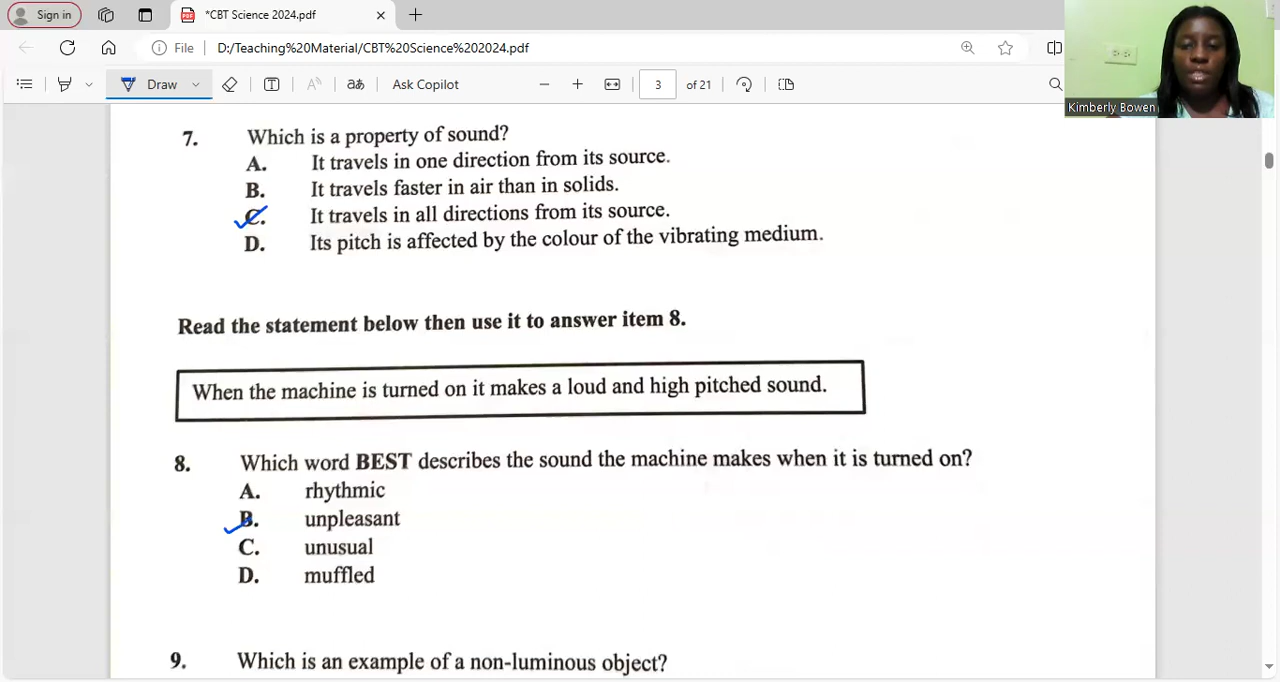 Sign in
*CBT Science 2024.pdf
File D:/Teaching%20Material/CBT%20Science%202024.pdf
Draw
Ask Copilot
3 of 21
Kimberly Bowen
7. Which is a property of sound?
A. It travels in one direction from its source.
B. It travels faster in air than in solids.
C. It travels in all directions from its source.
D. Its pitch is affected by the colour of the vibrating medium.
Read the statement below then use it to answer item 8.
When the machine is turned on it makes a loud and high pitched sound.
8. Which word BEST describes the sound the machine makes when it is turned on?
A. rhythmic
B. unpleasant
C. unusual
D. muffled
9. Which is an example of a non-luminous object?